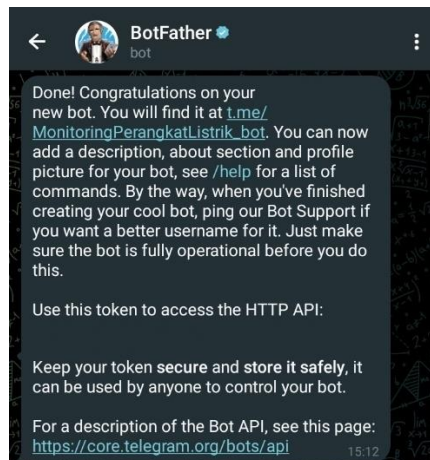 BotFather
bot
Done! Congratulations on your
new bot. You will find it at t.me/
MonitoringPerangkatListrik_bot. You can now
add a description, about section and profile
picture for your bot, see /help for a list of
commands. By the way, when you've finished
creating your cool bot, ping our Bot Support if
you want a better username for it. Just make
sure the bot is fully operational before you do
this.
Use this token to access the HTTP API:
Keep your token secure and store it safely, it
can be used by anyone to control your bot.
For a description of the Bot API, see this page:
https://core.telegram.org/bots/api
15:12